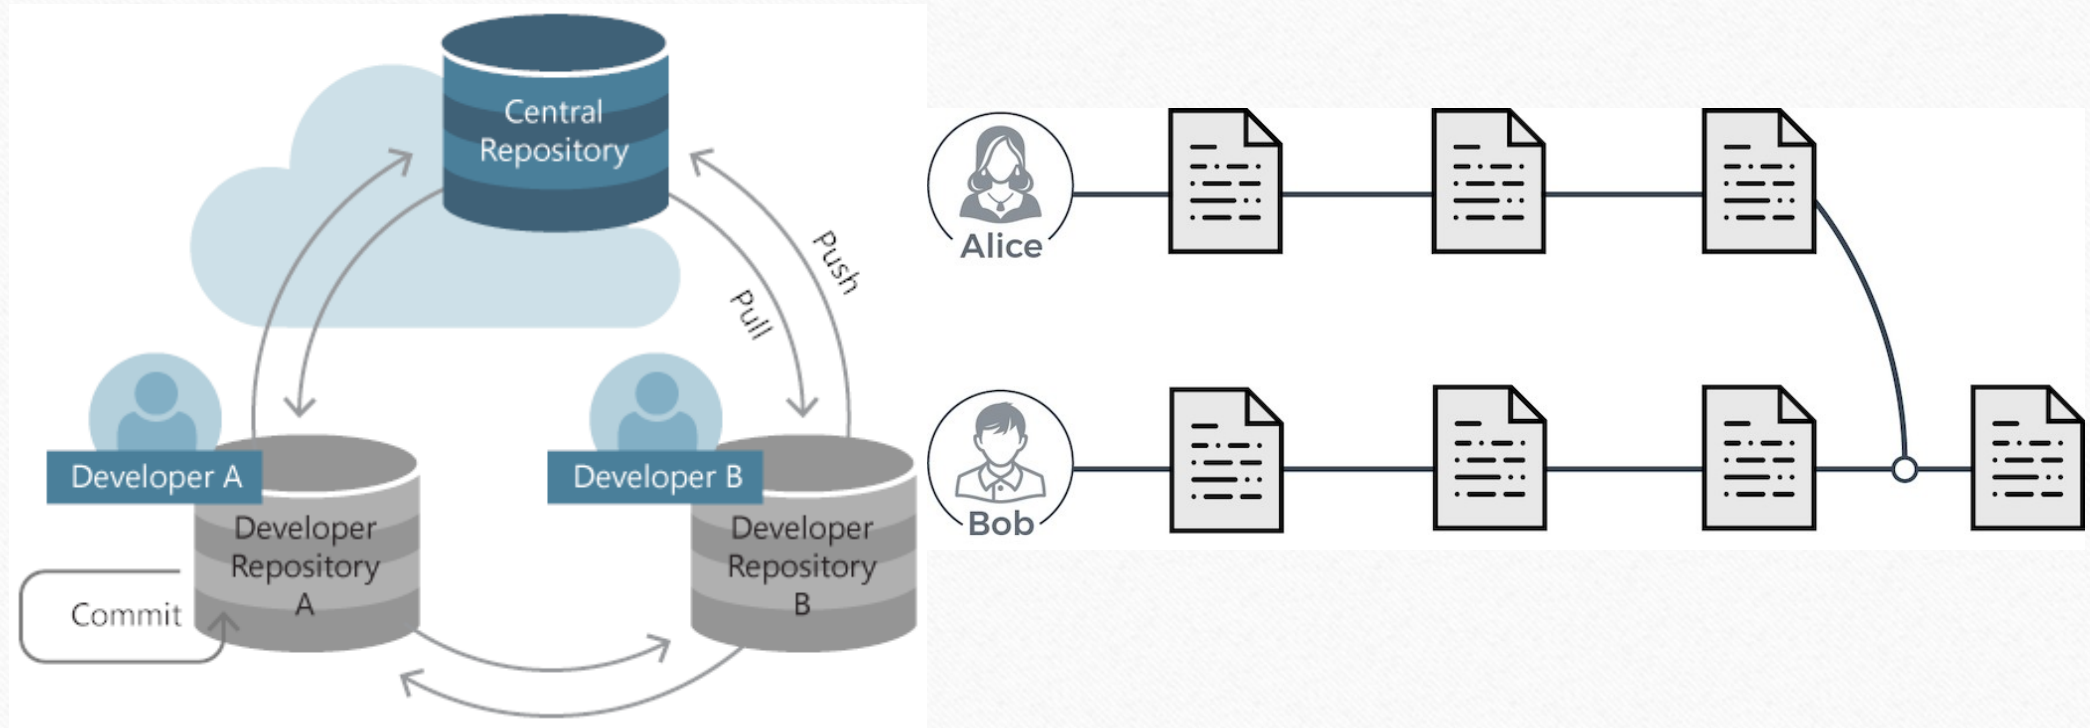 Central
Repository
Push
Pull
Developer A
Developer B
Developer
Repository
A
Developer
Repository
B
Commit
Alice
Bob